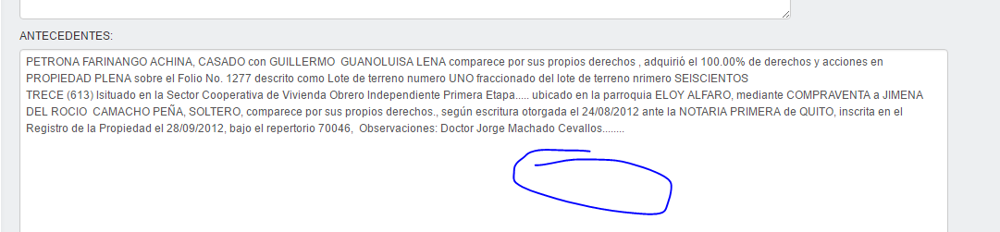 ANTECEDENTES:
PETRONA FARINANGO ACHINA, CASADO con GUILLERMO  GUANOLUISA LENA comparece por sus propios derechos , adquirió el 100.00% de derechos y acciones en
PROPIEDAD PLENA sobre el Folio No. 1277 descrito como Lote de terreno numero UNO fraccionado del lote de terreno nrimero SEISCIENTOS
TRECE (613) lsituado en la Sector Cooperativa de Vivienda Obrero Independiente Primera Etapa..... ubicado en la parroquia ELOY ALFARO, mediante COMPRAVENTA a JIMENA
DEL ROCIO  CAMACHO PEÑA, SOLTERO, comparece por sus propios derechos., según escritura otorgada el 24/08/2012 ante la NOTARIA PRIMERA de QUITO, inscrita en el
Registro de la Propiedad el 28/09/2012, bajo el repertorio 70046,  Observaciones: Doctor Jorge Machado Cevallos........